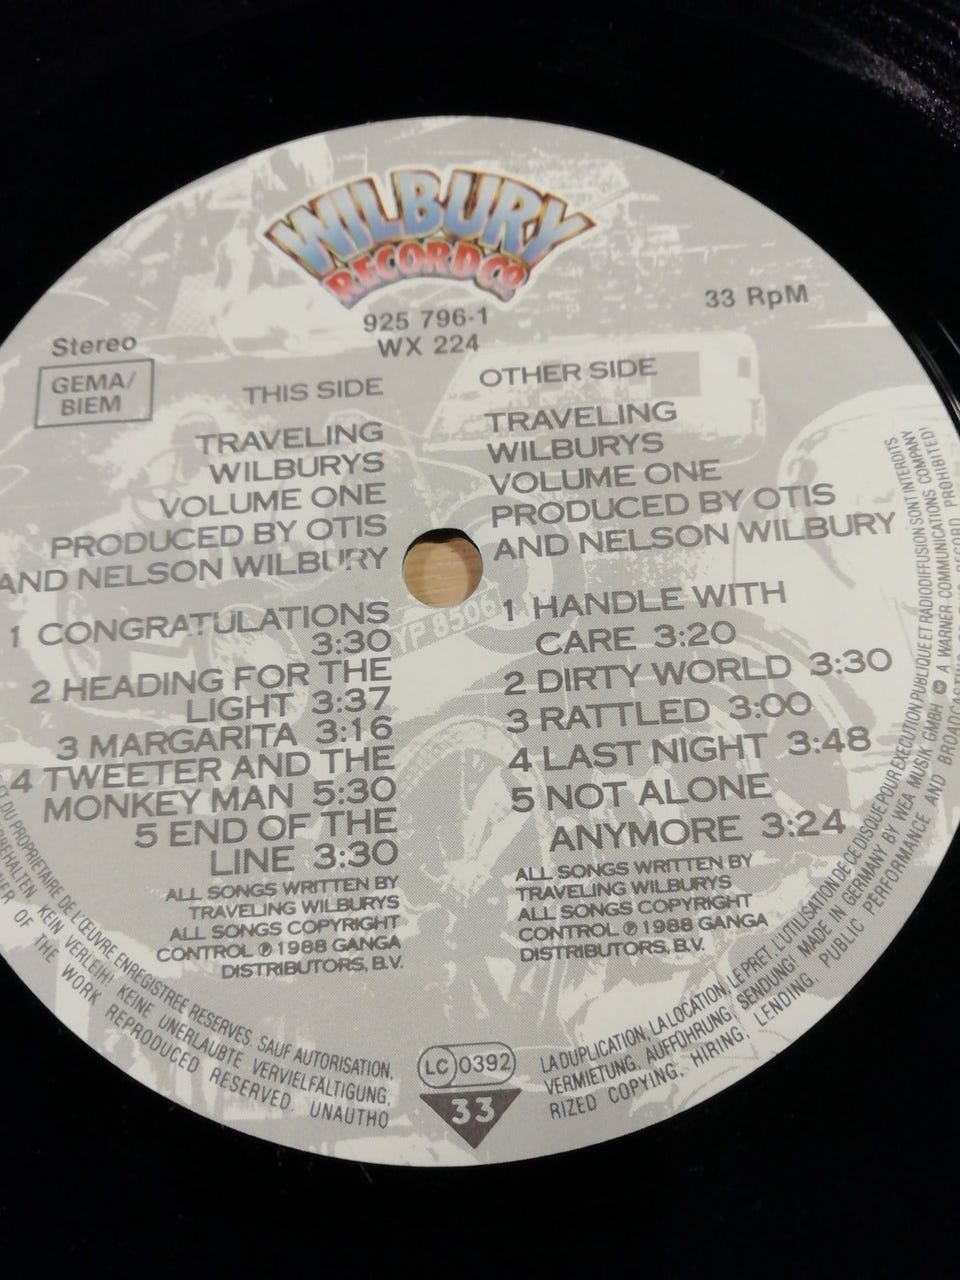 WILBURY
RECORD CO
925 796-1
WX 224
33 RpM
Stereo
GEMA/
BIEM
THIS SIDE
TRAVELING
WILBURYS
VOLUME ONE
PRODUCED BY OTIS
AND NELSON WILBURY
1 CONGRATULATIONS
3:30
2 HEADING FOR THE
LIGHT 3:37
3 MARGARITA 3:16
4 TWEETER AND THE
MONKEY MAN 5:30
5 END OF THE
LINE 3:30
ALL SONGS WRITTEN BY
TRAVELING WILBURYS
ALL SONGS COPYRIGHT
CONTROL ℗ 1988 GANGA
DISTRIBUTORS, B.V.
OTHER SIDE
TRAVELING
WILBURYS
VOLUME ONE
PRODUCED BY OTIS
AND NELSON WILBURY
1 HANDLE WITH
CARE 3:20
2 DIRTY WORLD 3:30
3 RATTLED 3:00
4 LAST NIGHT 3:48
5 NOT ALONE
ANYMORE 3:24
ALL SONGS WRITTEN BY
TRAVELING WILBURYS
ALL SONGS COPYRIGHT
CONTROL ℗ 1988 GANGA
DISTRIBUTORS, B.V.
YP 8506
LC 0392
33
ET DU PROPRIETAIRE DE L'ŒUVRE ENREGISTREE RESERVES. SAUF AUTORISATION,
LA DUPLICATION, LA LOCATION, LE PRET, L'UTILISATION DE CE DISQUE POUR EXECUTION PUBLIQUE ET RADIODIFFUSION SONT INTERDITS.
KEIN VERLEIH! KEINE UNERLAUBTE VERVIELFÄLTIGUNG,
VERMIETUNG, AUFFÜHRUNG, SENDUNG! MADE IN GERMANY BY WEA MUSIK GMBH A WARNER COMMUNICATIONS COMPANY
OF THE WORK REPRODUCED RESERVED. UNAUTHO
RIZED COPYING, HIRING, LENDING, PUBLIC PERFORMANCE AND BROADCASTING RECORD PROHIBITED!